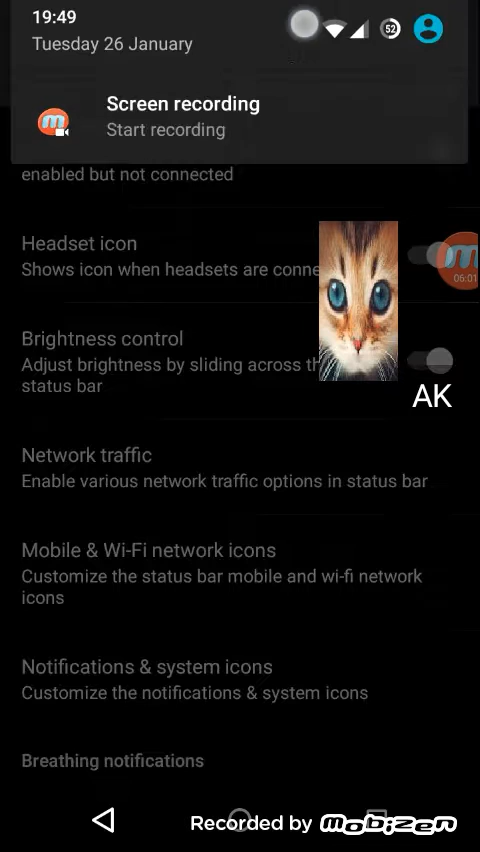 19:49
52
Tuesday 26 January
Screen recording
m
Start recording
enabled but not connected
Headset icon
Shows icon when headsets are conne
m
06:01
Brightness control
Adjust brightness by sliding across th
status bar
AK
Network traffic
Enable various network traffic options in status bar
Mobile & Wi-Fi network icons
Customize the status bar mobile and wi-fi network
icons
Notifications & system icons
Customize the notifications & system icons
Breathing notifications
Recorded by Mobizen